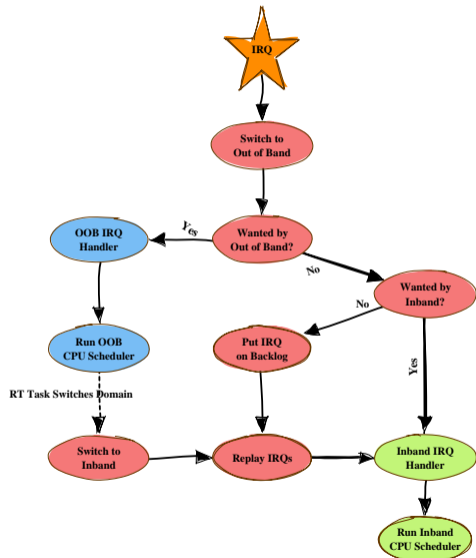 IRQ
Switch to
Out of Band
Yes
OOB IRQ
Handler
Wanted by
Out of Band?
No
Wanted by
Inband?
No
Run OOB
CPU Scheduler
Put IRQ
on Backlog
Yes
RT Task Switches Domain
Switch to
Inband
Replay IRQs
Inband IRQ
Handler
Run Inband
CPU Scheduler